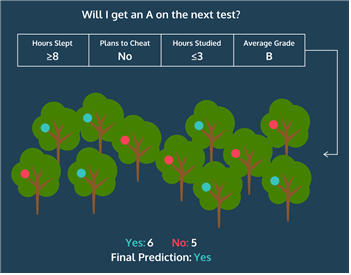 Will I get an A on the next test?
Hours Slept Plans to Cheat Hours Studied Average Grade
≥8 No ≤3 B
Yes: 6 No: 5
Final Prediction: Yes